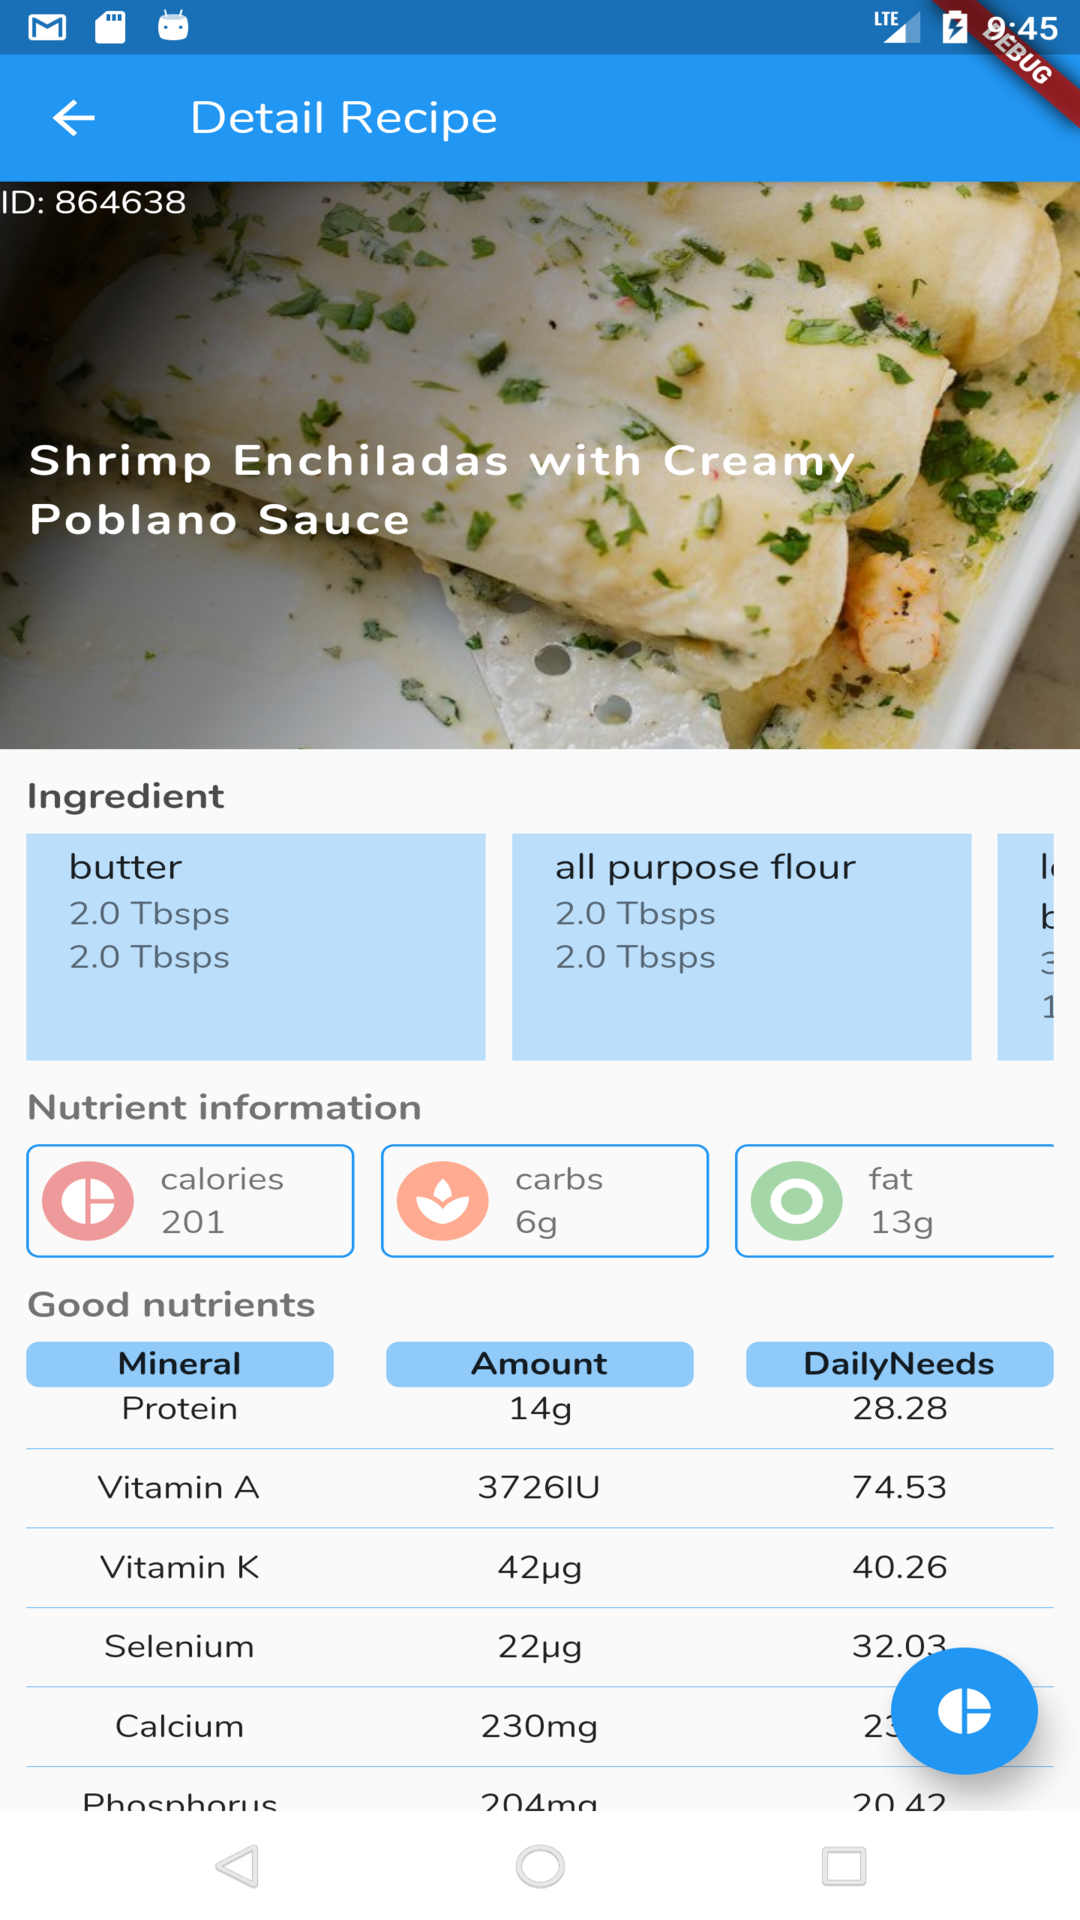 LTE 9:45
DEBUG
Detail Recipe
ID: 864638
Shrimp Enchiladas with Creamy
Poblano Sauce
Ingredient
butter
2.0 Tbsps
2.0 Tbsps
all purpose flour
2.0 Tbsps
2.0 Tbsps
Nutrient information
calories
201
carbs
6g
fat
13g
Good nutrients
Mineral Amount DailyNeeds
Protein 14g 28.28
Vitamin A 3726IU 74.53
Vitamin K 42µg 40.26
Selenium 22µg 32.03
Calcium 230mg
Phosphorus 204mg 20.42